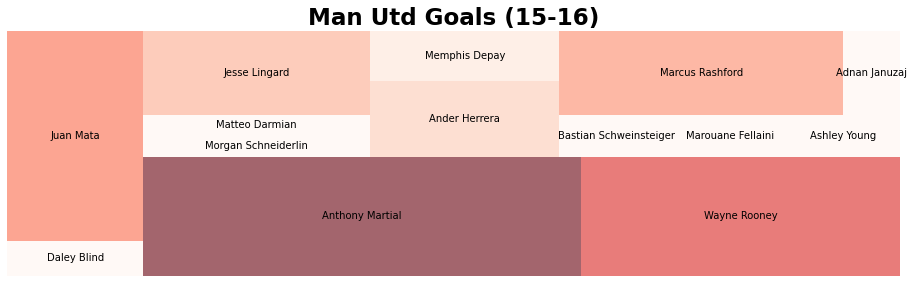 Man Utd Goals (15-16)
Memphis Depay
Jesse Lingard
Marcus Rashford
Adnan Januzaj
Ander Herrera
Matteo Darmian
Juan Mata
Bastian Schweinsteiger
Marouane Fellaini
Ashley Young
Morgan Schneiderlin
Anthony Martial
Wayne Rooney
Daley Blind